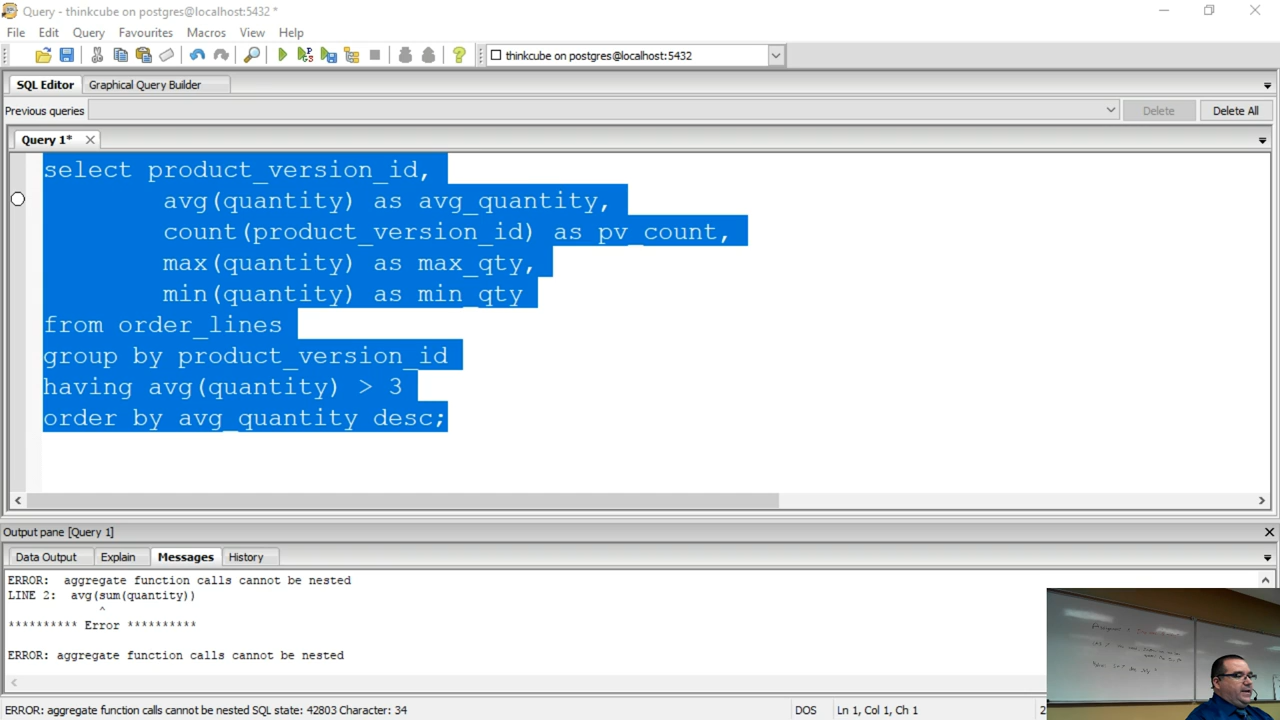 Query - thinkcube on postgres@localhost:5432 *
File Edit Query Favourites Macros View Help
thinkcube on postgres@localhost:5432
SQL Editor Graphical Query Builder
Previous queries Delete Delete All
Query 1*
select product_version_id,
avg(quantity) as avg_quantity,
count(product_version_id) as pv_count,
max(quantity) as max_qty,
min(quantity) as min_qty
from order_lines
group by product_version_id
having avg(quantity) > 3
order by avg_quantity desc;
Output pane [Query 1]
Data Output Explain Messages History
ERROR: aggregate function calls cannot be nested
LINE 2: avg(sum(quantity))
^
********** Error **********
ERROR: aggregate function calls cannot be nested
ERROR: aggregate function calls cannot be nested SQL state: 42803 Character: 34 DOS Ln 1, Col 1, Ch 1